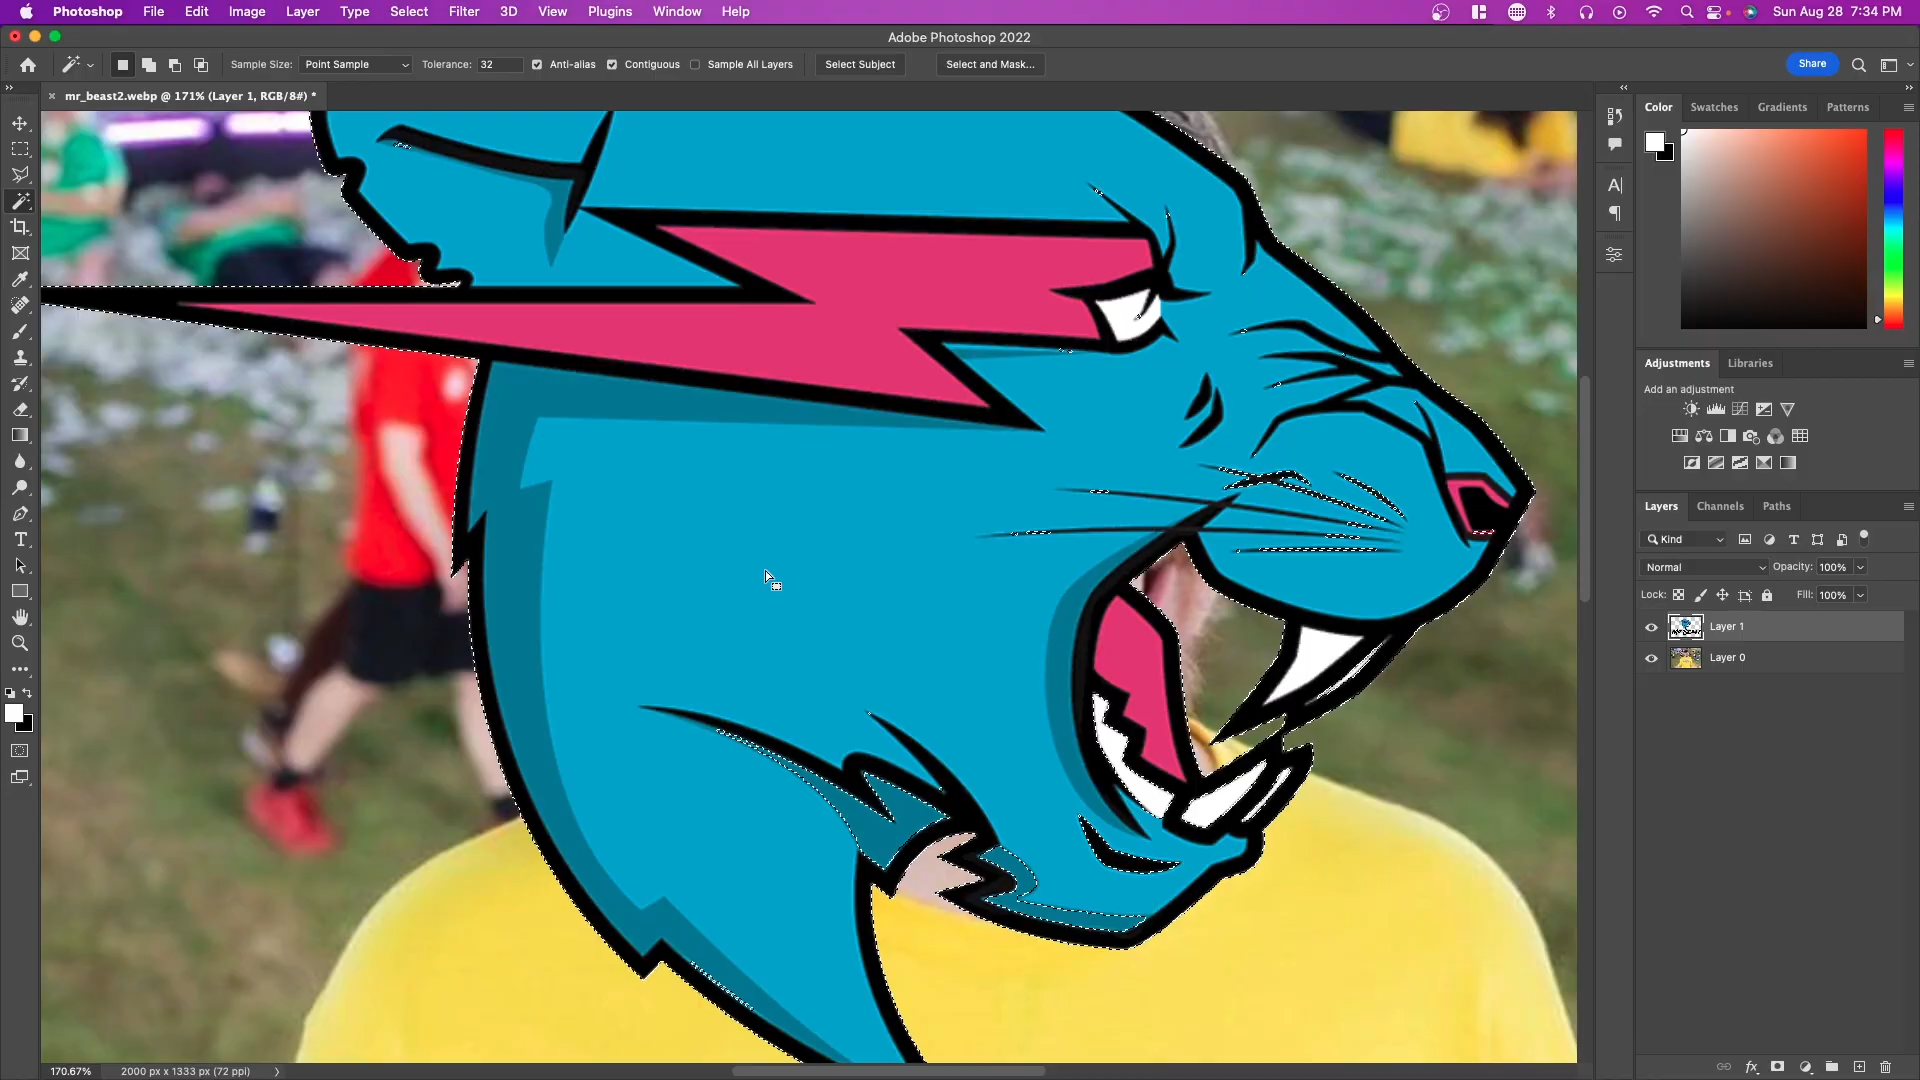 Photoshop File Edit Image Layer Type Select Filter 3D View Plugins Window Help Sun Aug 28 7:34 PM
Adobe Photoshop 2022
Sample Size: Point Sample Tolerance: 32 Anti-alias Contiguous Sample All Layers Select Subject Select and Mask... Share
× mr_beast2.webp @ 171% (Layer 1, RGB/8#) *
Color Swatches Gradients Patterns
Adjustments Libraries
Add an adjustment
Layers Channels Paths
Kind
Normal Opacity: 100%
Lock: Fill: 100%
Layer 1
Layer 0
170.67% 2000 px x 1333 px (72 ppi)